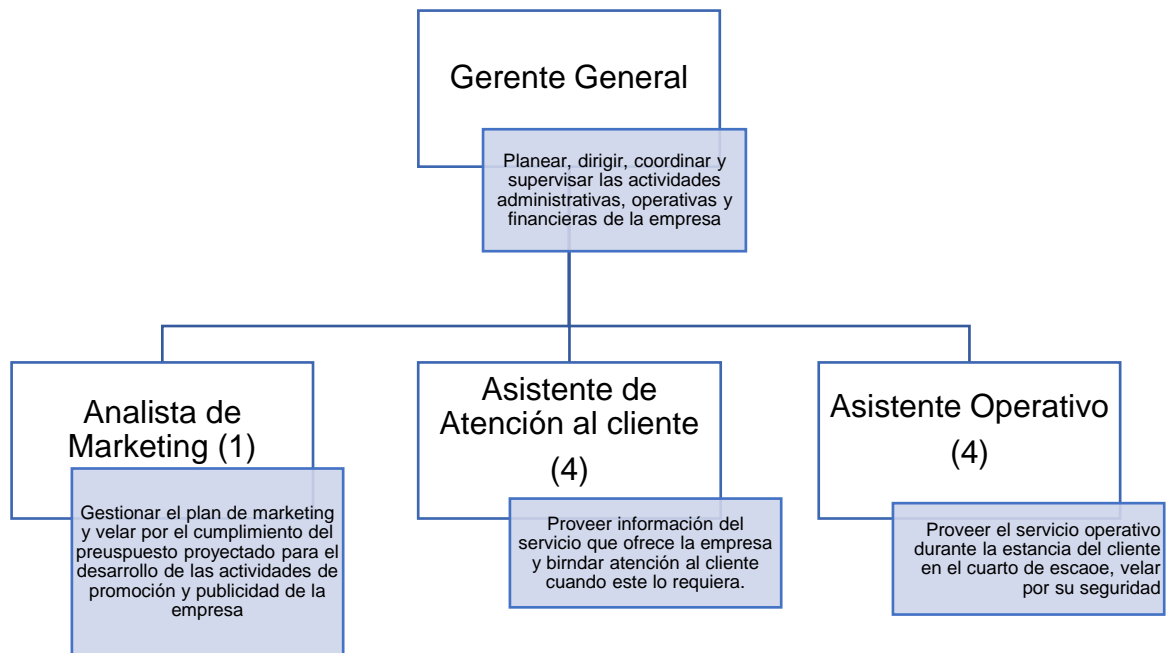 Gerente General
Planear, dirigir, coordinar y
supervisar las actividades
administrativas, operativas y
financieras de la empresa
Analista de
Marketing (1)
Gestionar el plan de marketing
y velar por el cumplimiento del
preuspuesto proyectado para el
desarrollo de las actividades de
promoción y publicidad de la
empresa
Asistente de
Atención al cliente
(4)
Proveer información del
servicio que ofrece la empresa
y birndar atención al cliente
cuando este lo requiera.
Asistente Operativo
(4)
Proveer el servicio operativo
durante la estancia del cliente
en el cuarto de escaoe, velar
por su seguridad